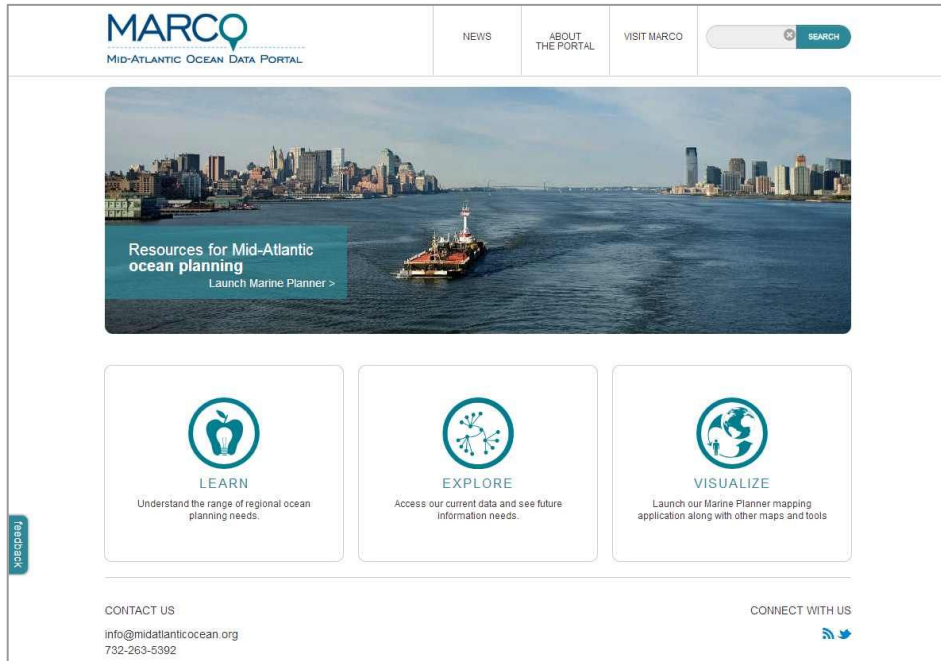 MARCO
MID-ATLANTIC OCEAN DATA PORTAL
NEWS
ABOUT
THE PORTAL
VISIT MARCO
SEARCH
Resources for Mid-Atlantic
ocean planning
Launch Marine Planner >
LEARN
Understand the range of regional ocean
planning needs.
EXPLORE
Access our current data and see future
information needs.
VISUALIZE
Launch our Marine Planner mapping
application along with other maps and tools
feedback
CONTACT US
info@midatlanticocean.org
732-263-5392
CONNECT WITH US